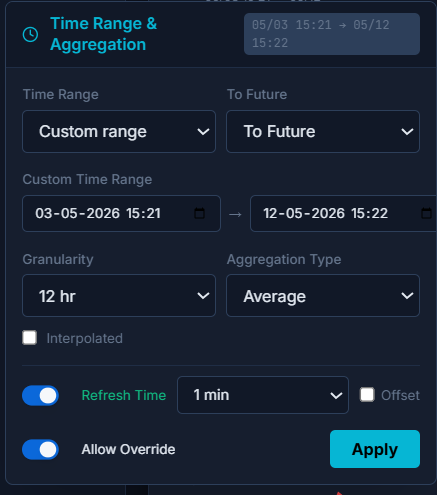 Time Range &
Aggregation
05/03 15:21 → 05/12
15:22
Time Range
To Future
Custom range
To Future
Custom Time Range
03-05-2026 15:21 → 12-05-2026 15:22
Granularity
Aggregation Type
12 hr
Average
Interpolated
Refresh Time
1 min
Offset
Allow Override
Apply